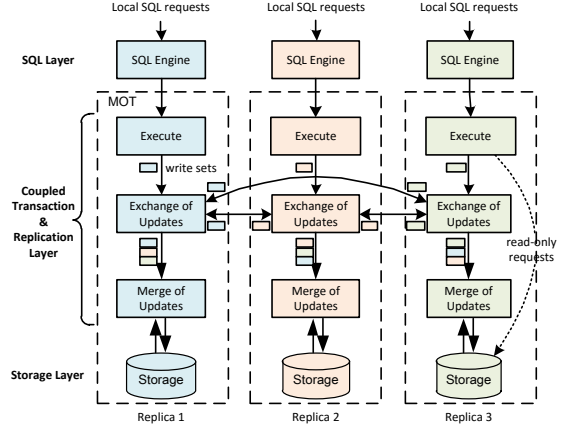 Local SQL requests Local SQL requests Local SQL requests
SQL Layer SQL Engine SQL Engine SQL Engine
MOT
Execute Execute Execute
write sets
Coupled
Transaction
&
Replication
Layer
Exchange of
Updates
Exchange of
Updates
Exchange of
Updates
read-only
requests
Merge of
Updates
Merge of
Updates
Merge of
Updates
Storage Layer Storage Storage Storage
Replica 1 Replica 2 Replica 3